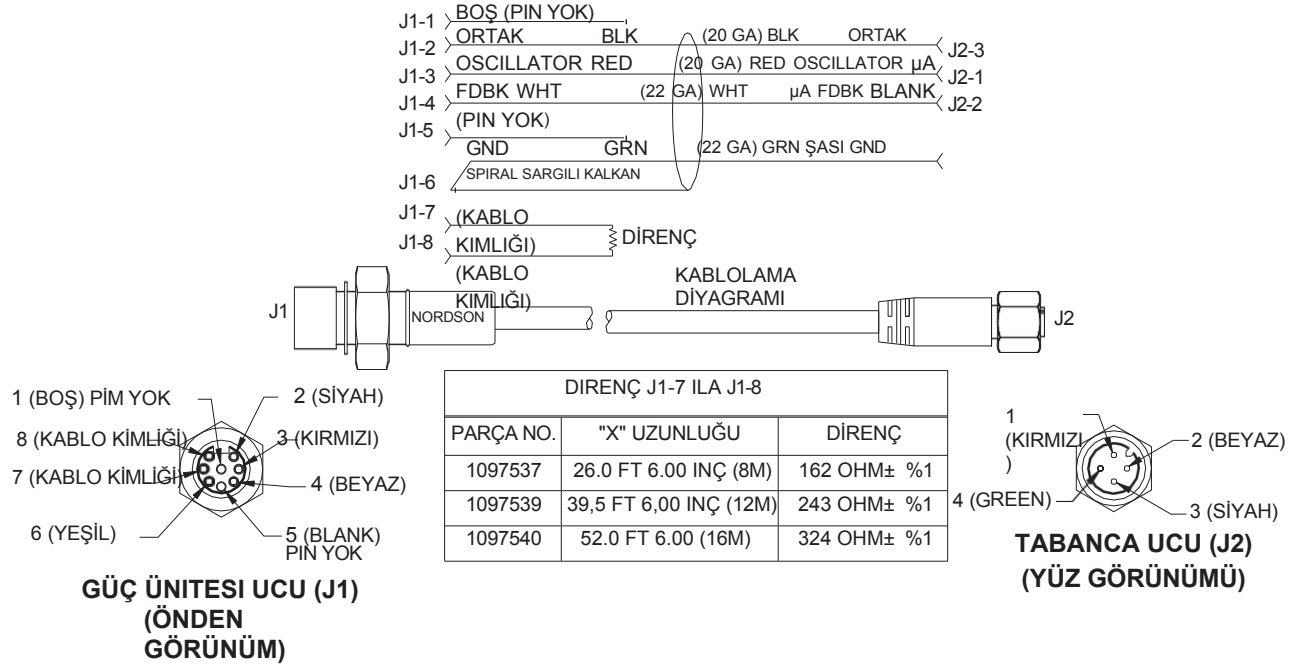 J1-1 BOŞ (PIN YOK)
J1-2 ORTAK BLK (20 GA) BLK ORTAK J2-3
J1-3 OSCILLATOR RED (20 GA) RED OSCILLATOR µA J2-1
J1-4 FDBK WHT (22 GA) WHT µA FDBK BLANK J2-2
J1-5 (PIN YOK)
GND GRN (22 GA) GRN ŞASI GND
J1-6 SPIRAL SARGILI KALKAN
J1-7 (KABLO
J1-8 KIMLIĞI) DİRENÇ
(KABLO
KIMLIĞI)
KABLOLAMA
DİYAGRAMI
J1 NORDSON J2
DIRENÇ J1-7 ILA J1-8
PARÇA NO. "X" UZUNLUĞU DİRENÇ
1097537 26.0 FT 6.00 INÇ (8M) 162 OHM± %1
1097539 39,5 FT 6,00 INÇ (12M) 243 OHM± %1
1097540 52.0 FT 6.00 (16M) 324 OHM± %1
1 (BOŞ) PİM YOK
2 (SİYAH)
8 (KABLO KİMLİĞİ)
3 (KIRMIZI)
7 (KABLO KİMLİĞİ)
4 (BEYAZ)
6 (YEŞİL)
5 (BLANK)
PIN YOK
GÜÇ ÜNITESI UCU (J1)
(ÖNDEN
GÖRÜNÜM)
1
(KIRMIZI
)
2 (BEYAZ)
4 (GREEN)
3 (SİYAH)
TABANCA UCU (J2)
(YÜZ GÖRÜNÜMÜ)